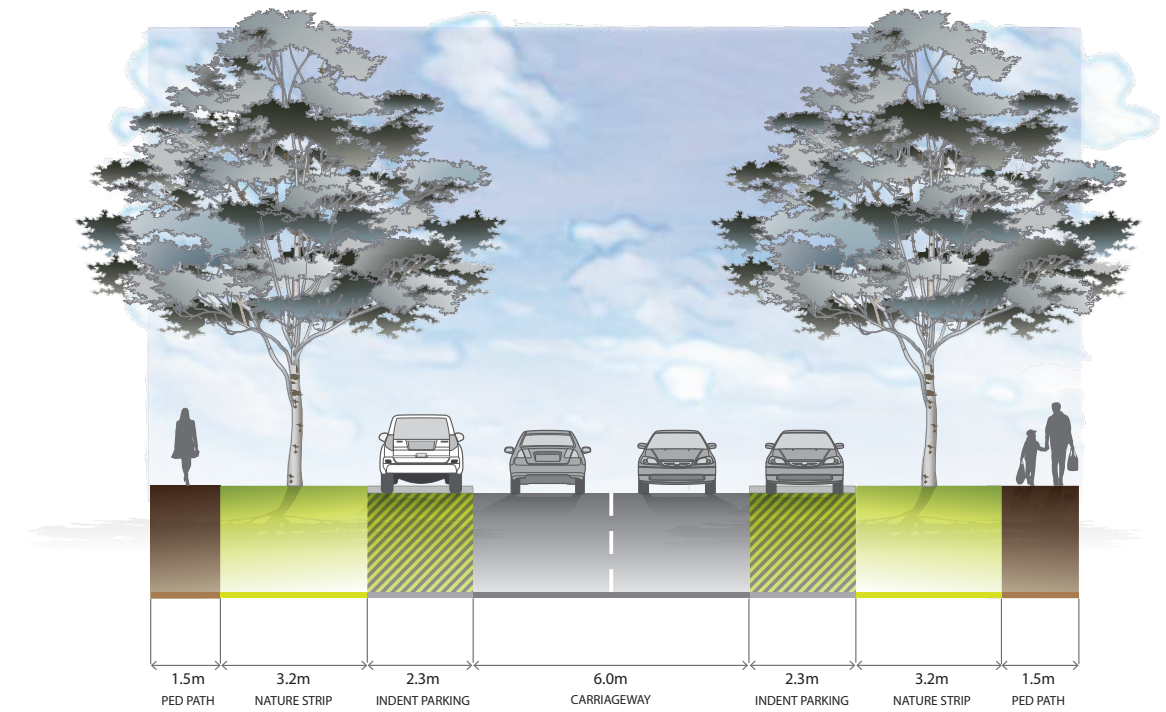 1.5m 3.2m 2.3m 6.0m 2.3m 3.2m 1.5m
PED PATH NATURE STRIP INDENT PARKING CARRIAGEWAY INDENT PARKING NATURE STRIP PED PATH